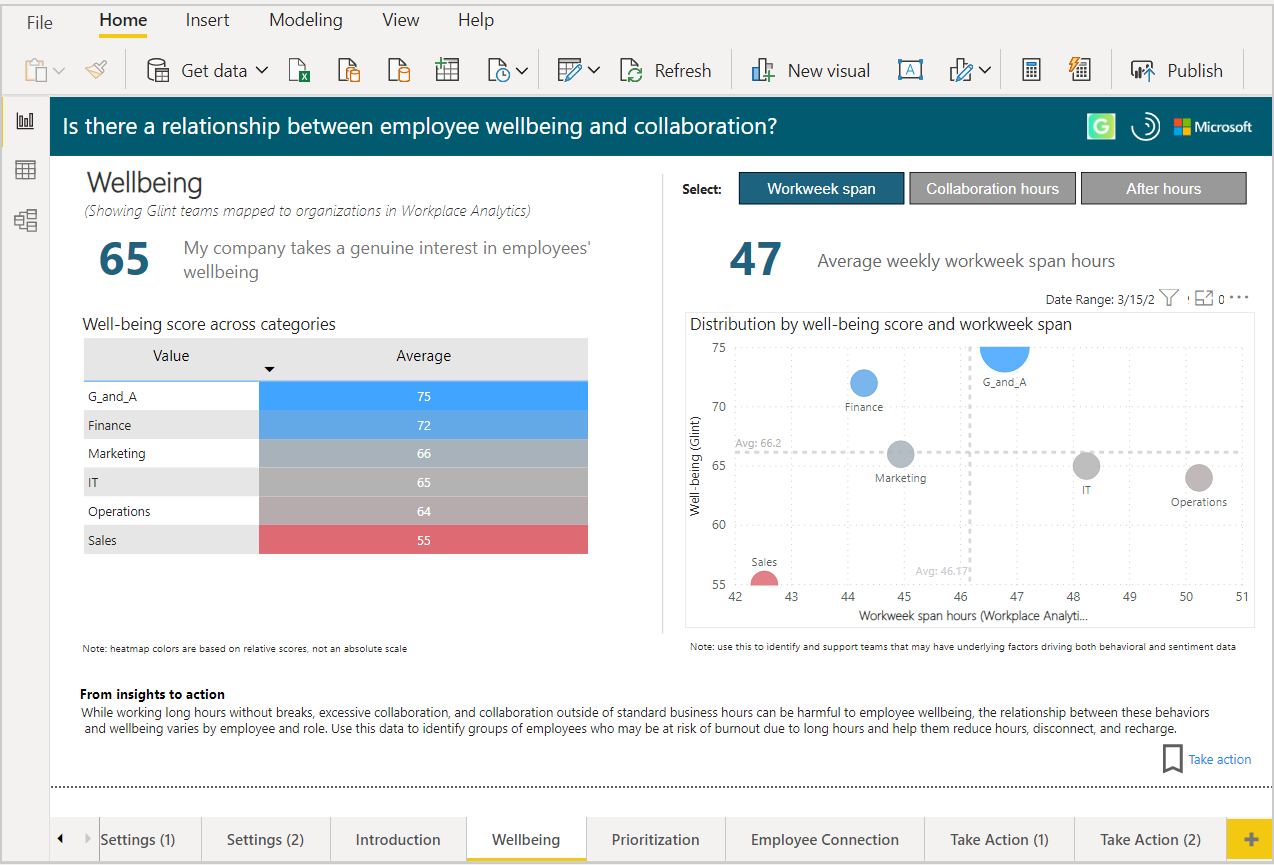 File Home Insert Modeling View Help
Get data Refresh New visual A Publish
Is there a relationship between employee wellbeing and collaboration?
G Microsoft
Wellbeing
(Showing Glint teams mapped to organizations in Workplace Analytics)
65
My company takes a genuine interest in employees'
wellbeing
Well-being score across categories
Value Average
G_and_A 75
Finance 72
Marketing 66
IT 65
Operations 64
Sales 55
Note: heatmap colors are based on relative scores, not an absolute scale
Select: Workweek span Collaboration hours After hours
47 Average weekly workweek span hours
Date Range: 3/15/2
Distribution by well-being score and workweek span
Well-being (Glint)
75
70
65
60
55
G_and_A
Finance
Avg: 66.2
Marketing
IT
Operations
Sales
Avg: 46.17
42 43 44 45 46 47 48 49 50 51
Workweek span hours (Workplace Analyti...
Note: use this to identify and support teams that may have underlying factors driving both behavioral and sentiment data
From insights to action
While working long hours without breaks, excessive collaboration, and collaboration outside of standard business hours can be harmful to employee wellbeing, the relationship between these behaviors
and wellbeing varies by employee and role. Use this data to identify groups of employees who may be at risk of burnout due to long hours and help them reduce hours, disconnect, and recharge.
Take action
Settings (1) Settings (2) Introduction Wellbeing Prioritization Employee Connection Take Action (1) Take Action (2) +